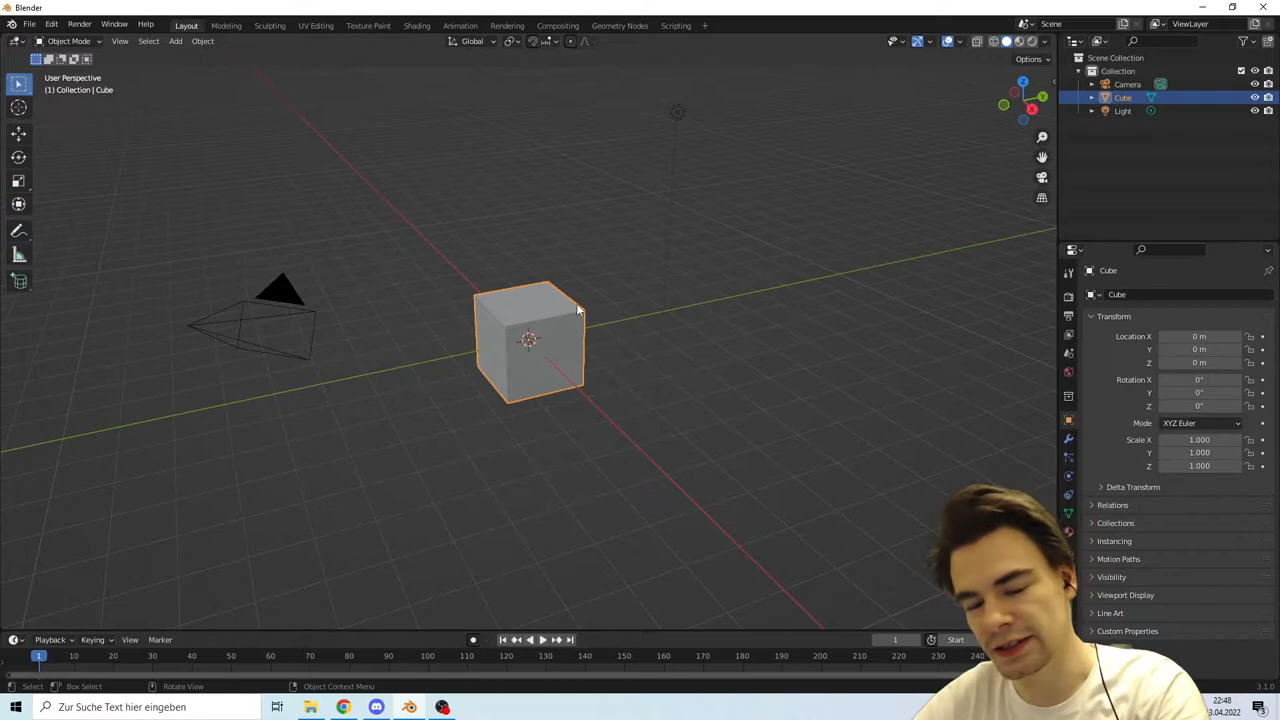 Blender
File Edit Render Window Help Layout Modeling Sculpting UV Editing Texture Paint Shading Animation Rendering Compositing Geometry Nodes Scripting + Scene ViewLayer
Object Mode View Select Add Object Global
Options
User Perspective
(1) Collection | Cube
Z
Y
X
Scene Collection
Collection
Camera
Cube
Light
Cube
Cube
Transform
Location X 0 m
Y 0 m
Z 0 m
Rotation X 0°
Y 0°
Z 0°
Mode XYZ Euler
Scale X 1.000
Y 1.000
Z 1.000
Delta Transform
Relations
Collections
Instancing
Motion Paths
Visibility
Viewport Display
Line Art
Custom Properties
Playback Keying View Marker 1 Start
1 10 20 30 40 50 60 70 80 90 100 110 120 130 140 150 160 170 180 190 200 210 220 230 240
Select Box Select Rotate View Object Context Menu 3.1.0
Zur Suche Text hier eingeben
22:48
3.04.2022
3